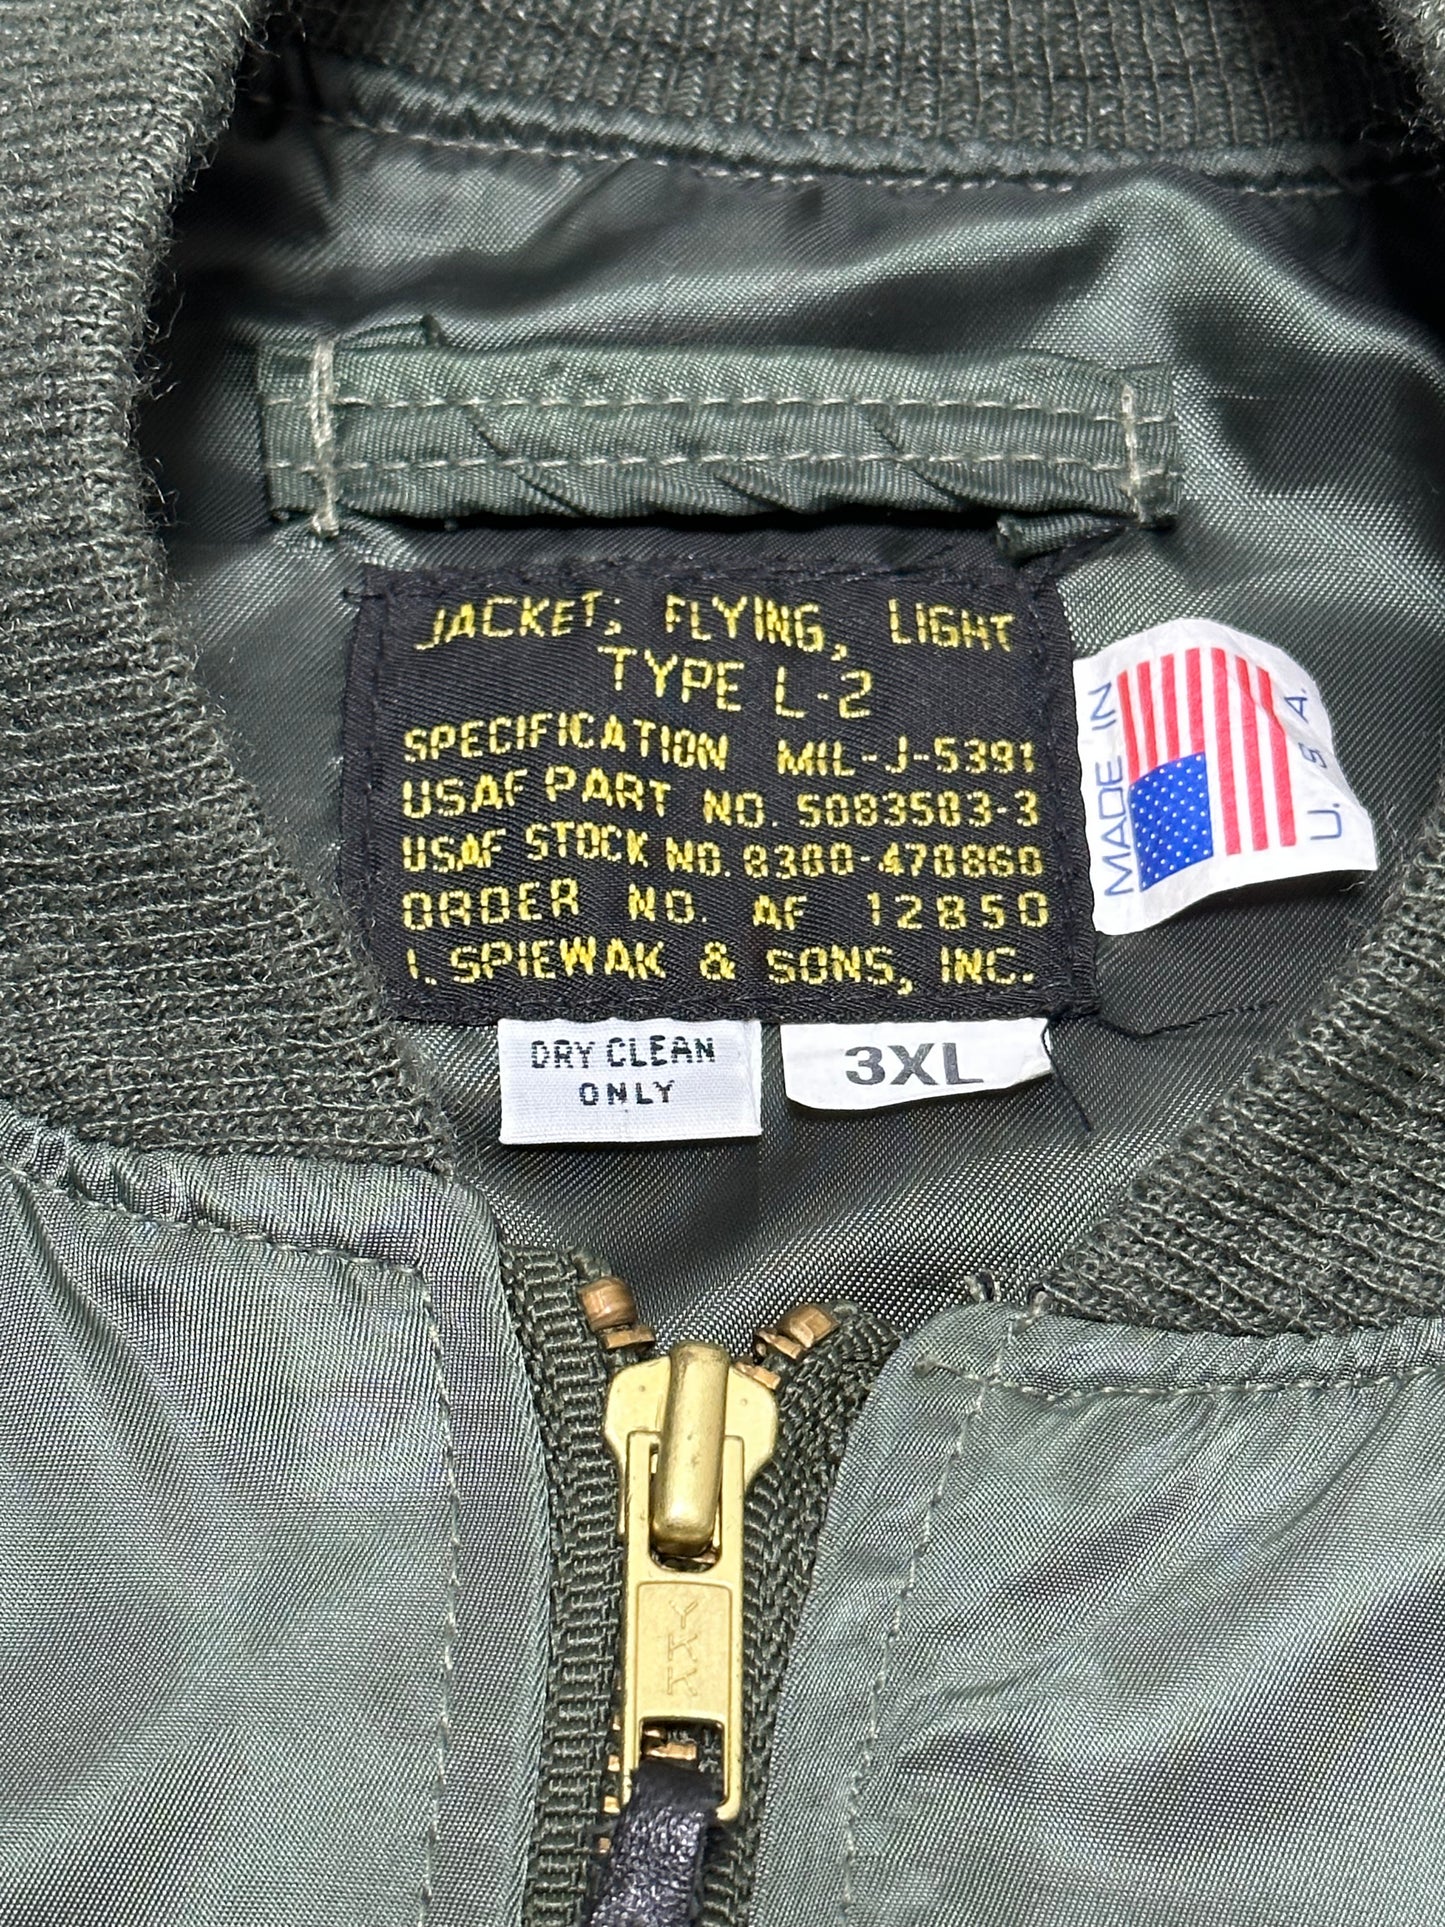 JACKET; FLYING, LIGHT
TYPE L-2
SPECIFICATION MIL-J-5391
USAF PART NO. 5083503-3
USAF STOCK NO. 8300-470860
ORDER NO. AF 12850
I. SPIEWAK & SONS, INC.
MADE IN
U. S. A.
DRY CLEAN
ONLY
3XL
YKK